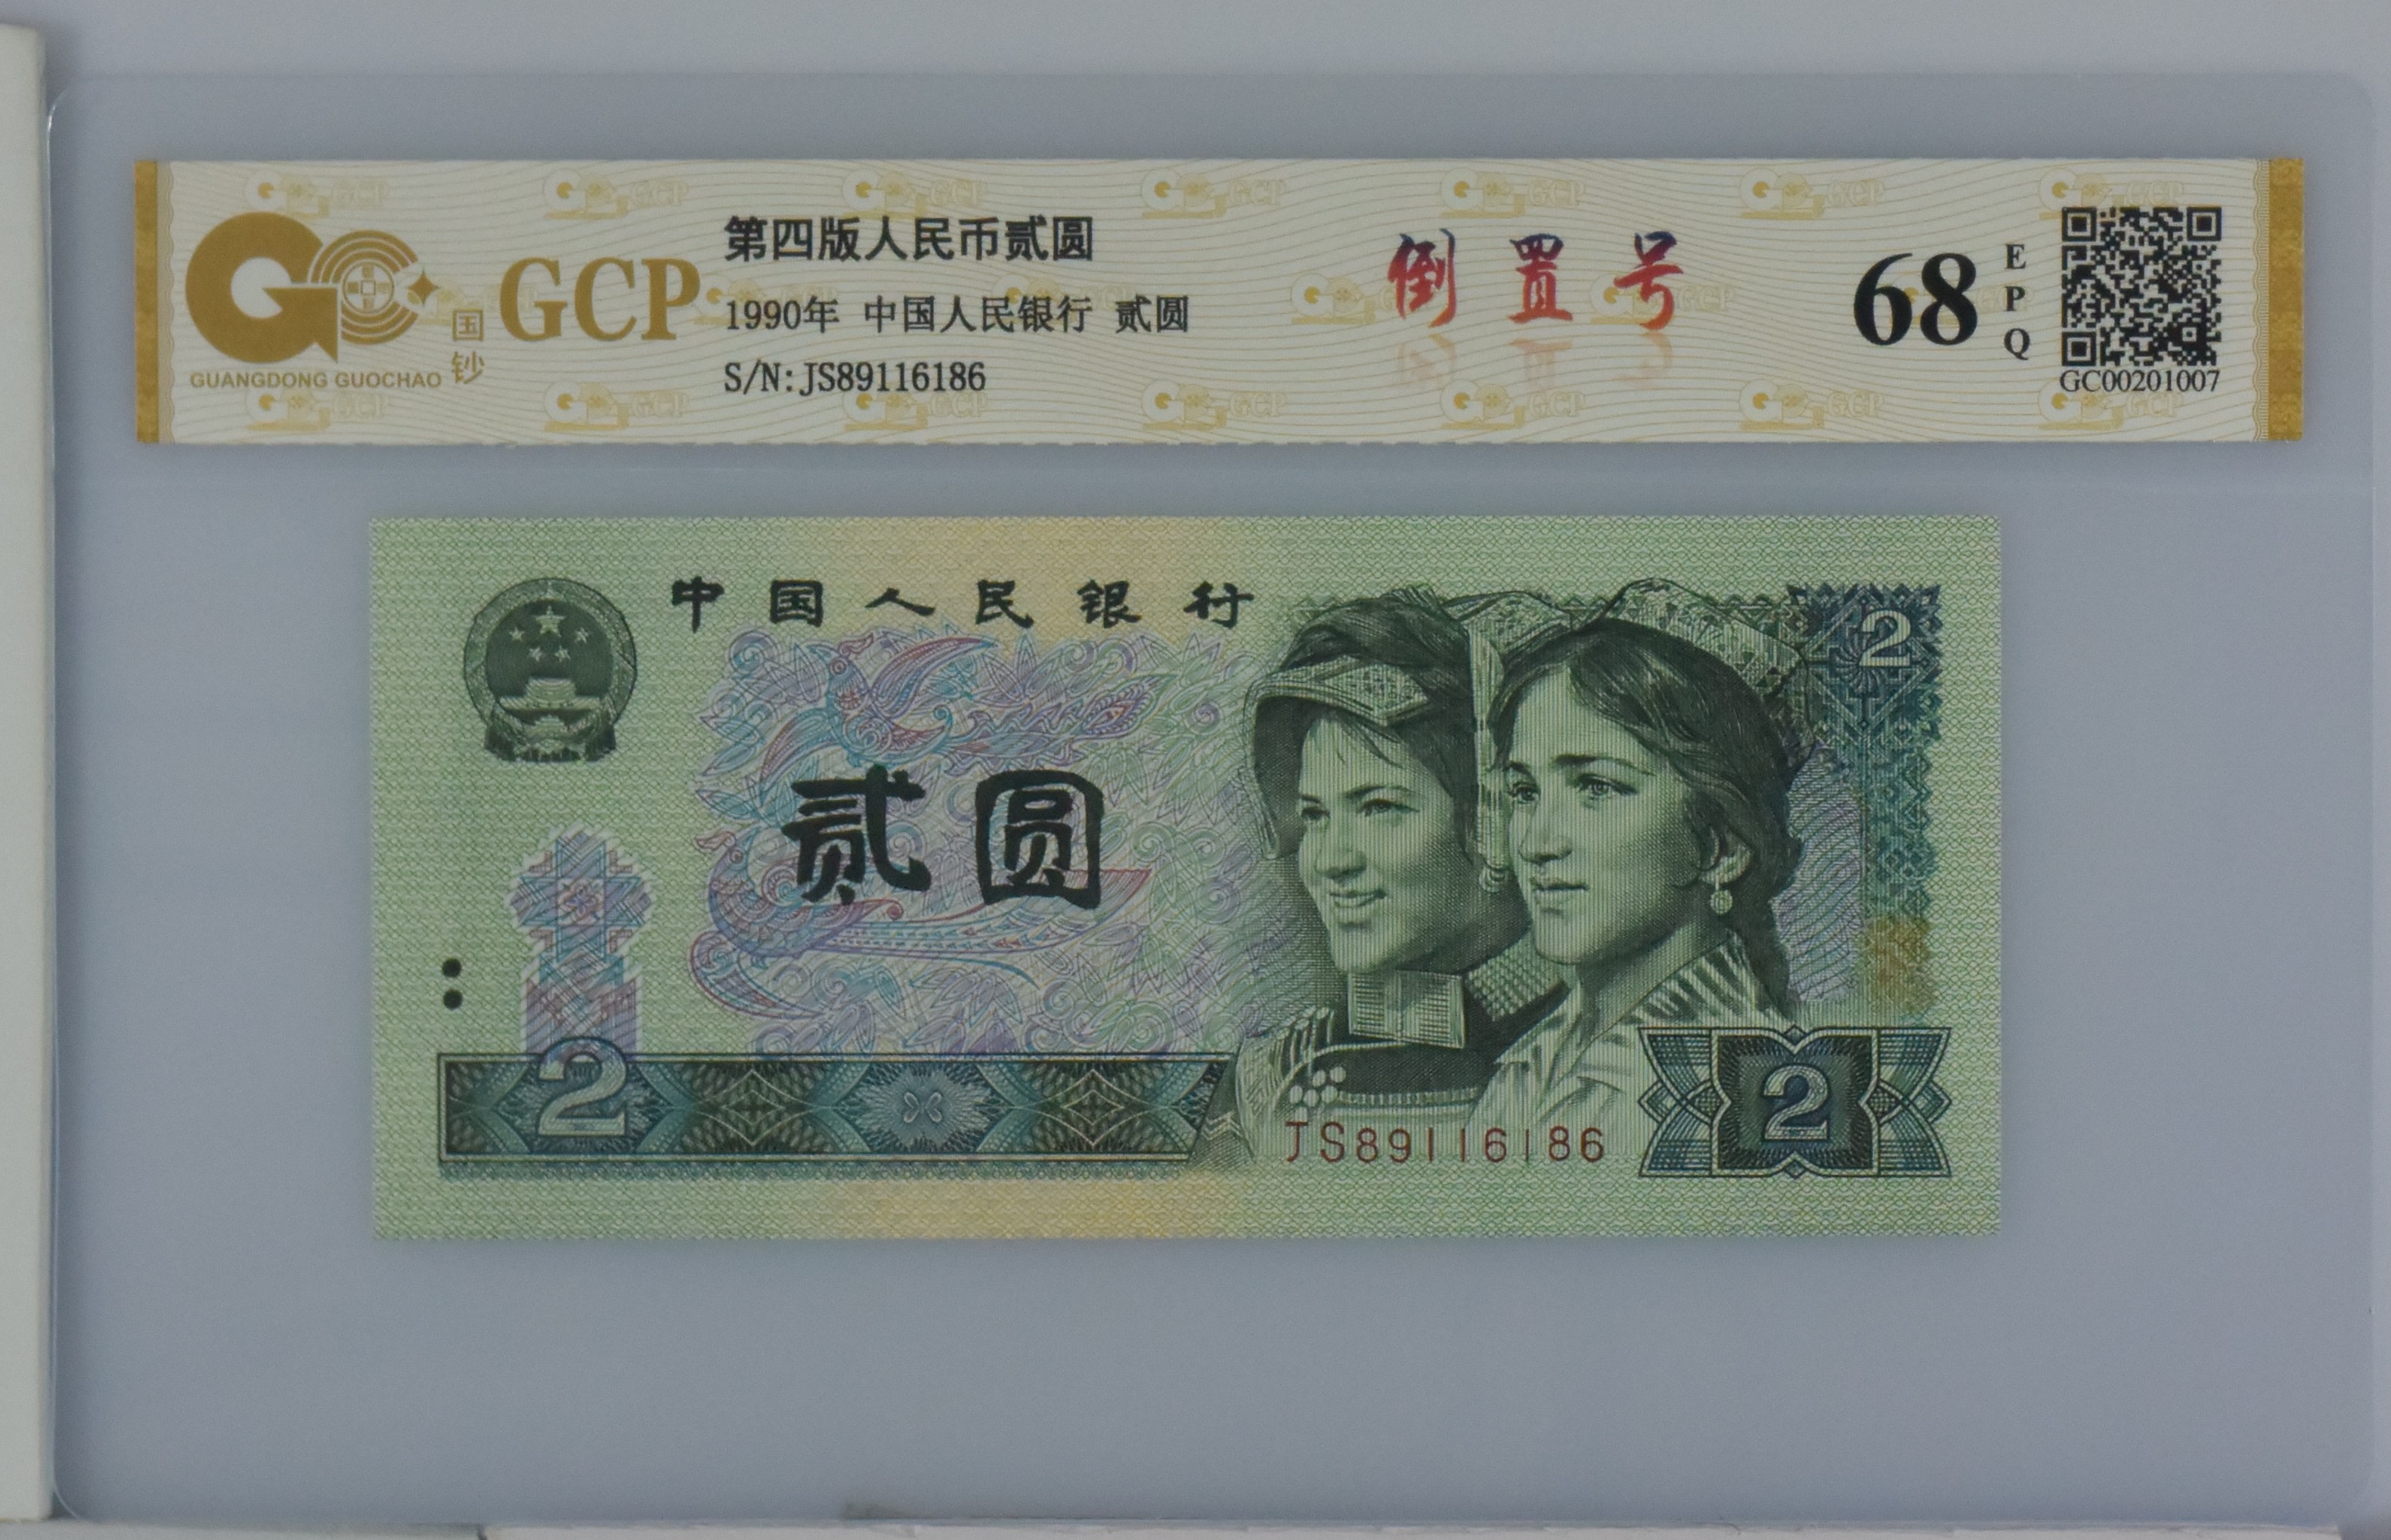 GCP
国钞
GUANGDONG GUOCHAO
第四版人民币贰圆
1990年 中国人民银行 贰圆
S/N:JS89116186
倒置号
68
EPQ
GC00201007
中国人民银行
2
贰圆
2
2
JS89116186